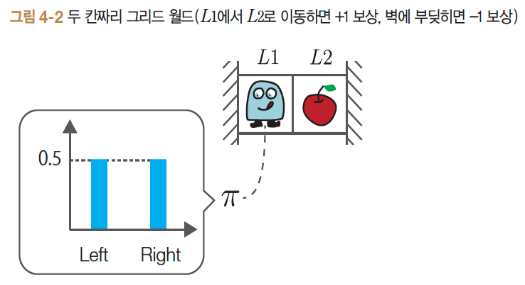 그림 4-2 두 칸짜리 그리드 월드(L1에서 L2로 이동하면 +1 보상, 벽에 부딪히면 -1 보상)
L1 L2
0.5
π
Left Right